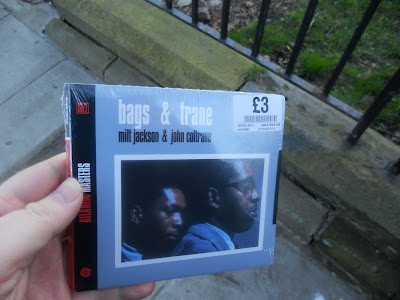 bags & trane
£3
milt jackson & john coltrane
ATLANTIC MASTERS